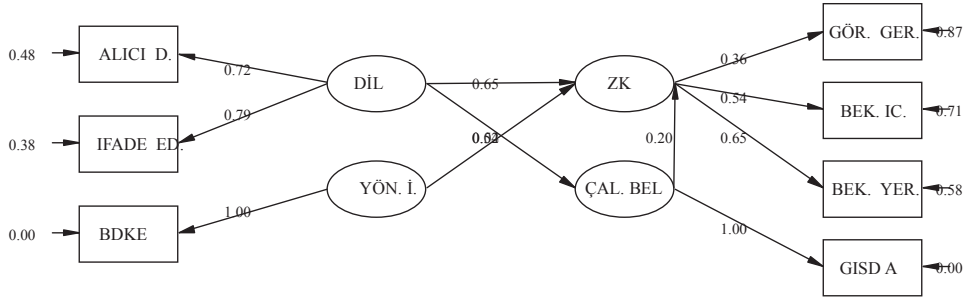 GÖR. GER.
0.87
0.48
ALICI D.
0.36
0.72
DİL
0.65
ZK
0.54
BEK. IC.
0.71
0.79
0.38
IFADE ED.
0.20
0.65
YÖN. İ.
ÇAL. BEL
BEK. YER.
0.58
1.00
0.00
BDKE
1.00
GISD A
0.00